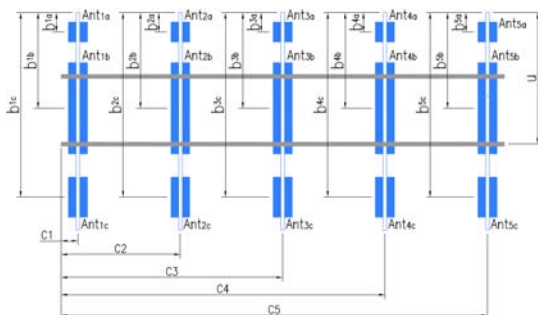 Ant1a Ant2a Ant3a Ant4a Ant5a
b1a b2a b3a b4a b5a
Ant1b Ant2b Ant3b Ant4b Ant5b
b1b b2b b3b b4b b5b
b1c b2c b3c b4c b5c
u
Ant1c Ant2c Ant3c Ant4c Ant5c
C1
C2
C3
C4
C5